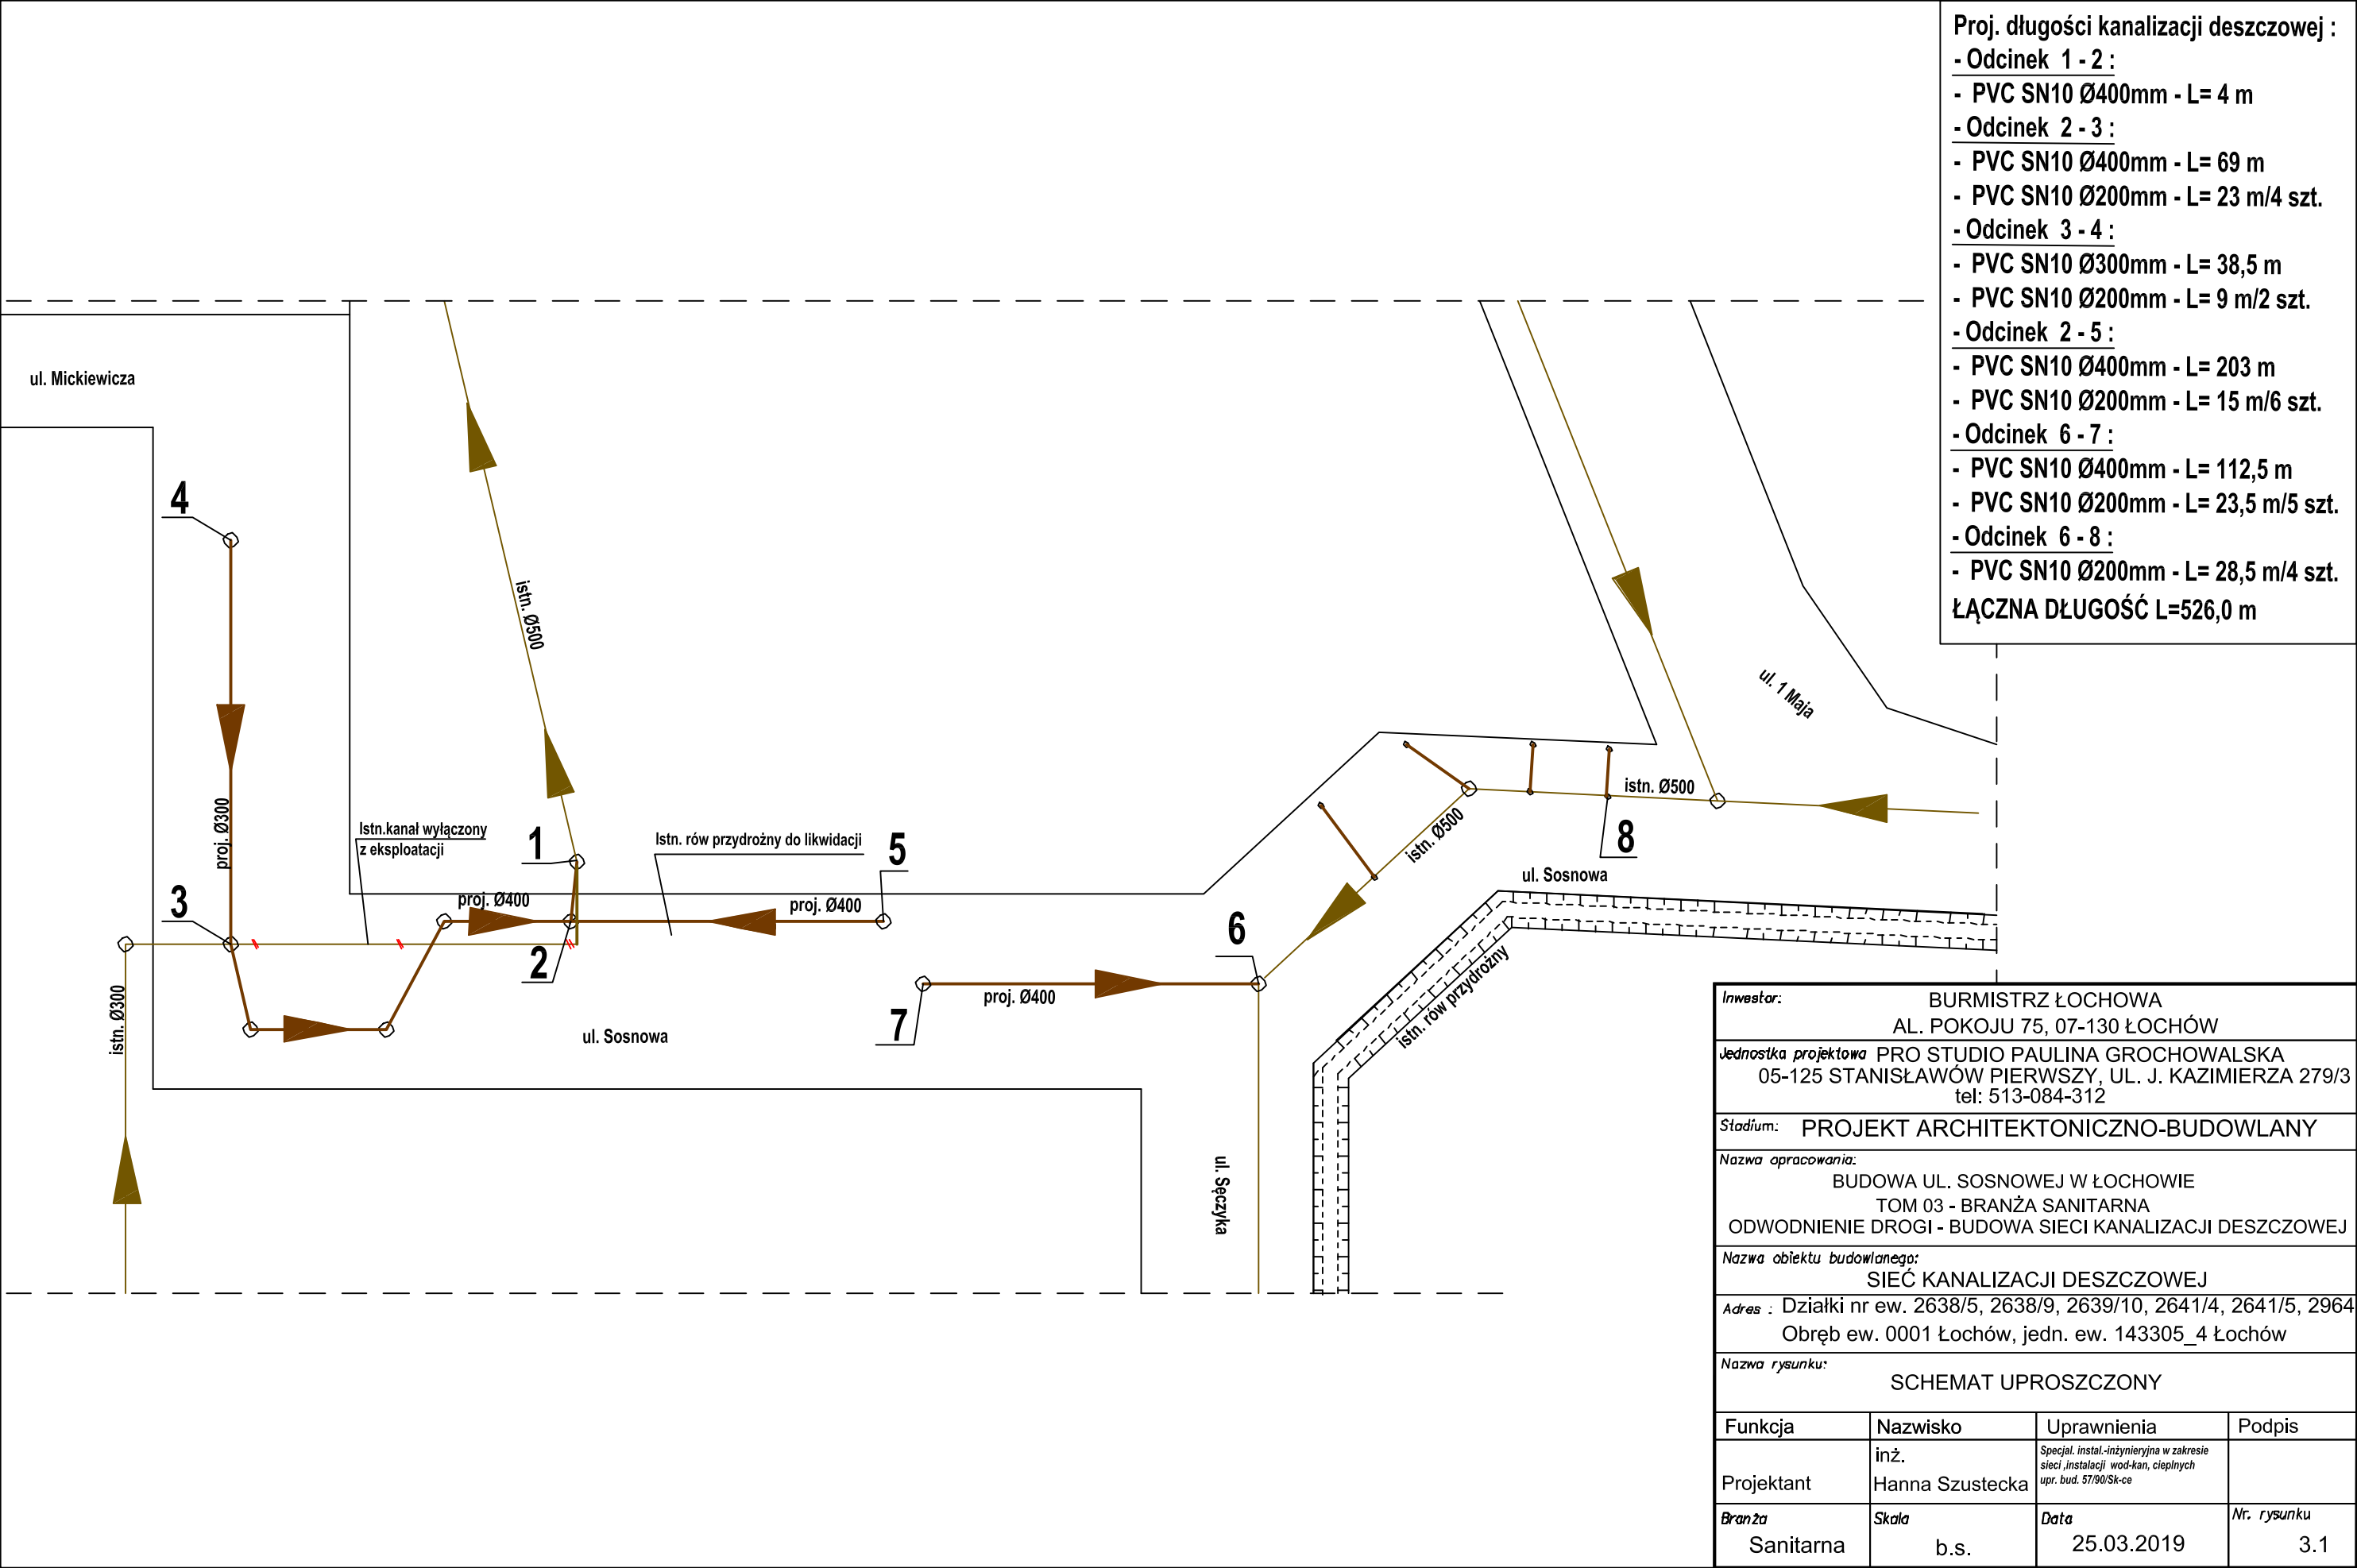 Proj. długości kanalizacji deszczowej :
- Odcinek 1 - 2 :
- PVC SN10 Ø400mm - L= 4 m
- Odcinek 2 - 3 :
- PVC SN10 Ø400mm - L= 69 m
- PVC SN10 Ø200mm - L= 23 m/4 szt.
- Odcinek 3 - 4 :
- PVC SN10 Ø300mm - L= 38,5 m
- PVC SN10 Ø200mm - L= 9 m/2 szt.
- Odcinek 2 - 5 :
- PVC SN10 Ø400mm - L= 203 m
- PVC SN10 Ø200mm - L= 15 m/6 szt.
- Odcinek 6 - 7 :
- PVC SN10 Ø400mm - L= 112,5 m
- PVC SN10 Ø200mm - L= 23,5 m/5 szt.
- Odcinek 6 - 8 :
- PVC SN10 Ø200mm - L= 28,5 m/4 szt.
ŁĄCZNA DŁUGOŚĆ L=526,0 m
ul. Mickiewicza
4
istn. Ø500
ul. 1 Maja
proj. Ø300
Istn.kanał wyłączony
z eksploatacji
1
Istn. rów przydrożny do likwidacji
5
istn. Ø500
istn. Ø500
8
3
proj. Ø400
proj. Ø400
ul. Sosnowa
2
6
istn. Ø300
proj. Ø400
7
ul. Sosnowa
istn. rów przydrożny
ul. Sęczyka
Inwestor:
BURMISTRZ ŁOCHOWA
AL. POKOJU 75, 07-130 ŁOCHÓW
Jednostka projektowa PRO STUDIO PAULINA GROCHOWALSKA
05-125 STANISŁAWÓW PIERWSZY, UL. J. KAZIMIERZA 279/3
tel: 513-084-312
Stadium: PROJEKT ARCHITEKTONICZNO-BUDOWLANY
Nazwa opracowania:
BUDOWA UL. SOSNOWEJ W ŁOCHOWIE
TOM 03 - BRANŻA SANITARNA
ODWODNIENIE DROGI - BUDOWA SIECI KANALIZACJI DESZCZOWEJ
Nazwa obiektu budowlanego:
SIEĆ KANALIZACJI DESZCZOWEJ
Adres : Działki nr ew. 2638/5, 2638/9, 2639/10, 2641/4, 2641/5, 2964
Obręb ew. 0001 Łochów, jedn. ew. 143305_4 Łochów
Nazwa rysunku:
SCHEMAT UPROSZCZONY
Funkcja Nazwisko Uprawnienia Podpis
Projektant
inż.
Hanna Szustecka
Specjal. instal.-inżynieryjna w zakresie
sieci ,instalacji wod-kan, cieplnych
upr. bud. 57/90/Sk-ce
Branża Skala Data Nr. rysunku
Sanitarna b.s. 25.03.2019 3.1